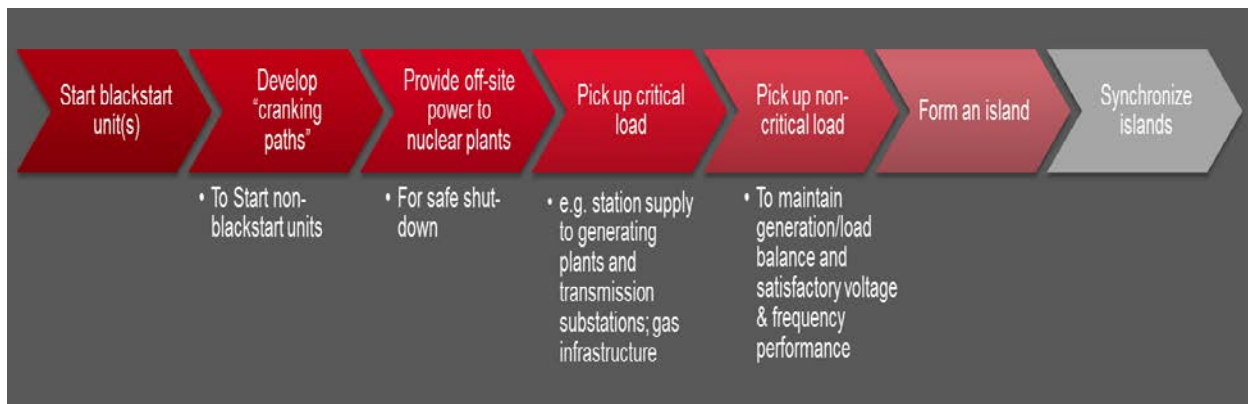 Start blackstart
unit(s)
Develop
“cranking
paths”
• To Start non-
blackstart units
Provide off-site
power to
nuclear plants
• For safe shut-
down
Pick up critical
load
• e.g. station supply
to generating
plants and
transmission
substations; gas
infrastructure
Pick up non-
critical load
• To maintain
generation/load
balance and
satisfactory voltage
& frequency
performance
Form an island
Synchronize
islands